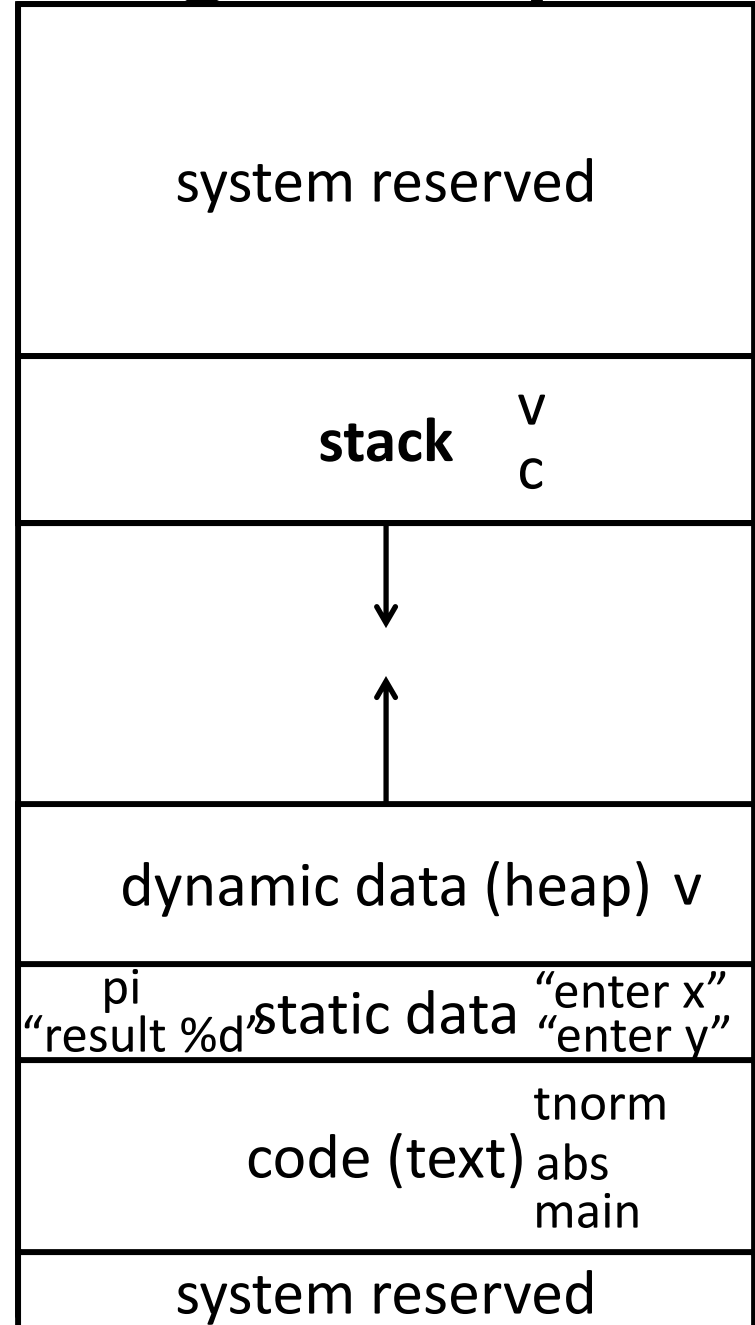 system reserved
v
stack
c
dynamic data (heap) v
pi
“enter x”
static data
“result %d”
“enter y”
tnorm
code (text) abs
main
system reserved